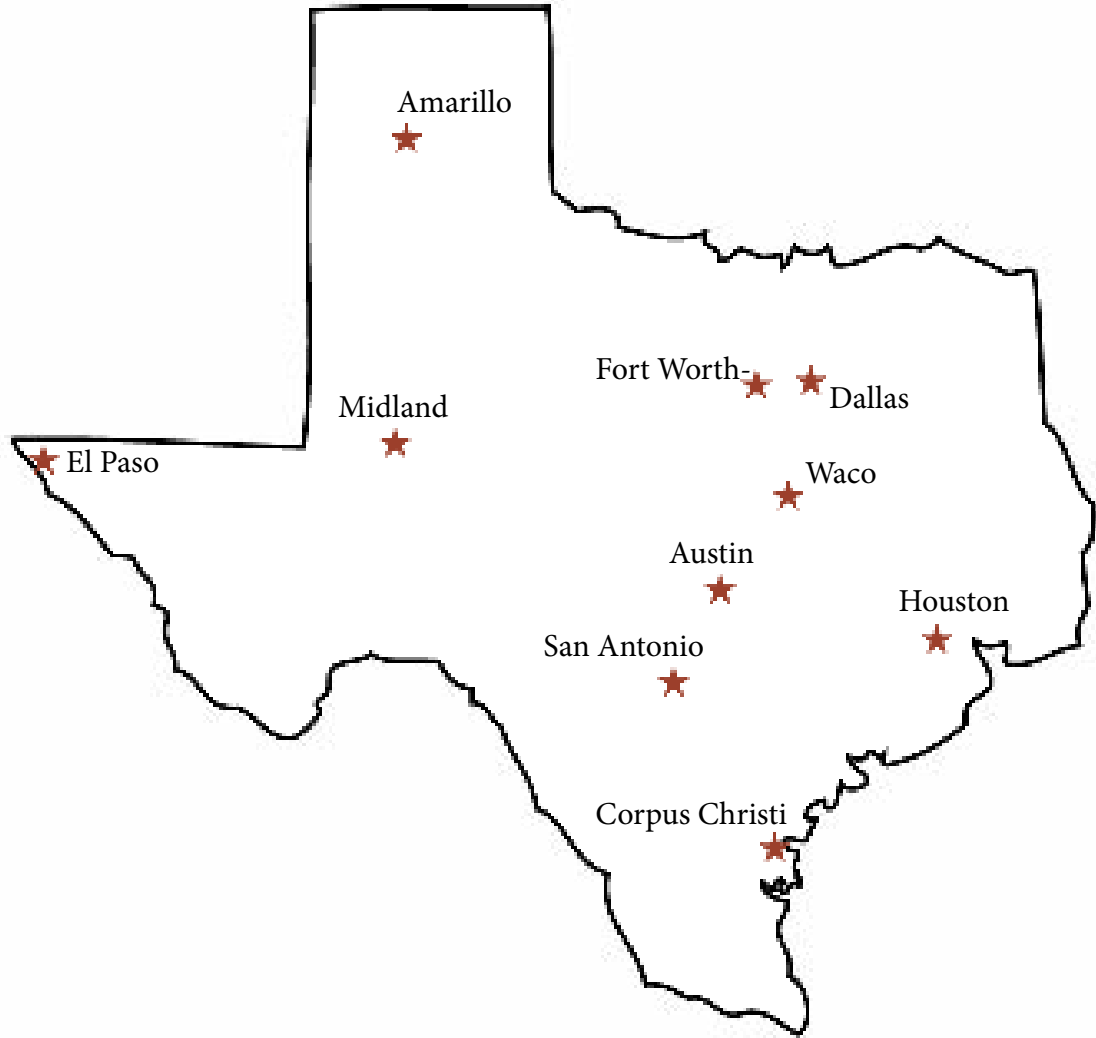 Amarillo
Fort Worth-
Dallas
Midland
El Paso
Waco
Austin
Houston
San Antonio
Corpus Christi